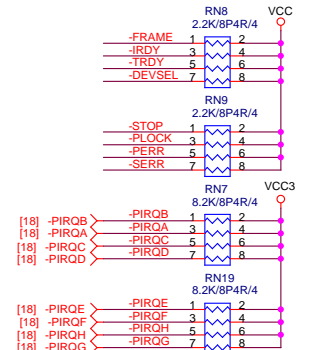 RN8 VCC
2.2K/8P4R/4
-FRAME 1 2
-IRDY 3 4
-TRDY 5 6
-DEVSEL 7 8
RN9
2.2K/8P4R/4
-STOP 1 2
-PLOCK 3 4
-PERR 5 6
-SERR 7 8
RN7 VCC3
8.2K/8P4R/4
[18] -PIRQB -PIRQB 1 2
[18] -PIRQA -PIRQA 3 4
[18] -PIRQC -PIRQC 5 6
[18] -PIRQD -PIRQD 7 8
RN19
8.2K/8P4R/4
[18] -PIRQE -PIRQE 1 2
[18] -PIRQF -PIRQF 3 4
[18] -PIRQH -PIRQH 5 6
[18] -PIRQG -PIRQG 7 8